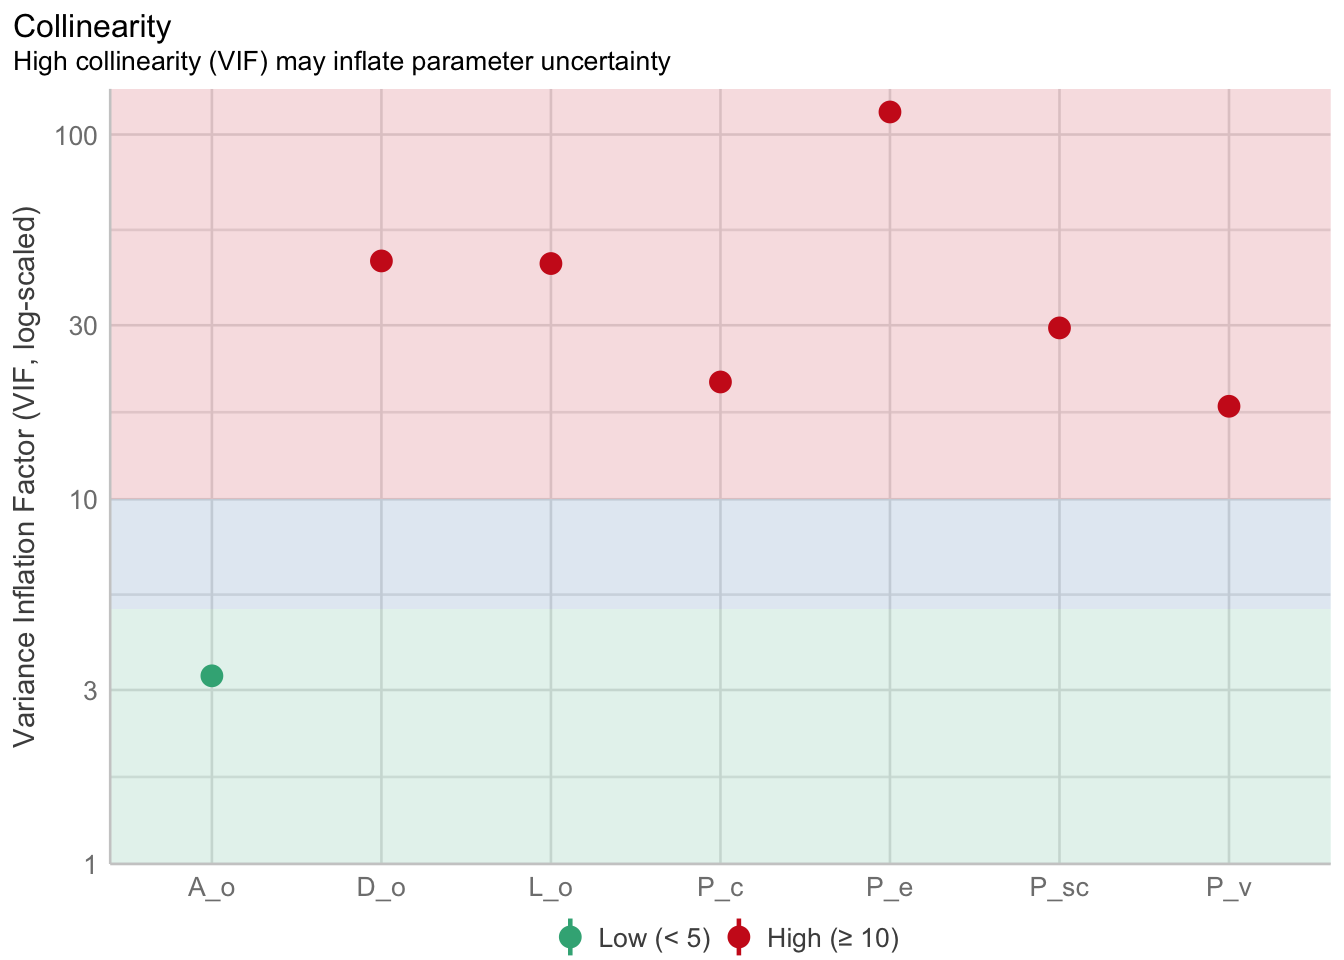 Collinearity
High collinearity (VIF) may inflate parameter uncertainty
Variance Inflation Factor (VIF, log-scaled)
100
30
10
3
1
A_o D_o L_o P_c P_e P_sc P_v
Low (< 5) High (≥ 10)